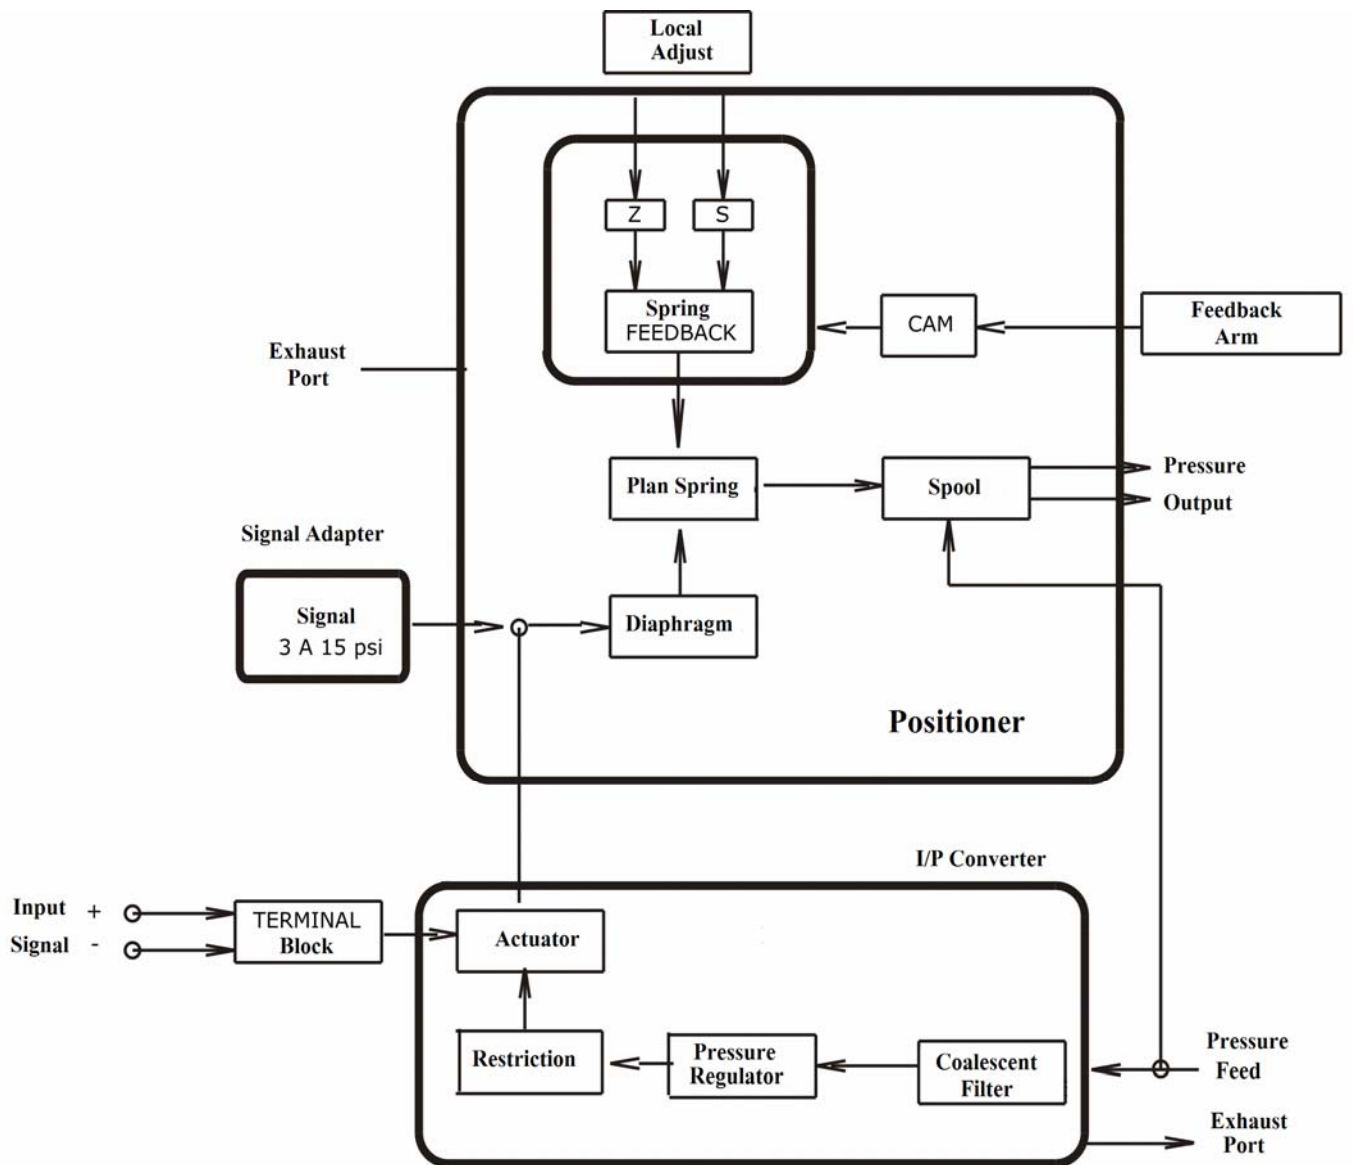 Local
Adjust
Z
S
Spring
FEEDBACK
CAM
Feedback
Arm
Exhaust
Port
Plan Spring
Spool
Pressure
Output
Signal Adapter
Signal
3 A 15 psi
Diaphragm
Positioner
I/P Converter
Input +
Signal -
TERMINAL
Block
Actuator
Restriction
Pressure
Regulator
Coalescent
Filter
Pressure
Feed
Exhaust
Port